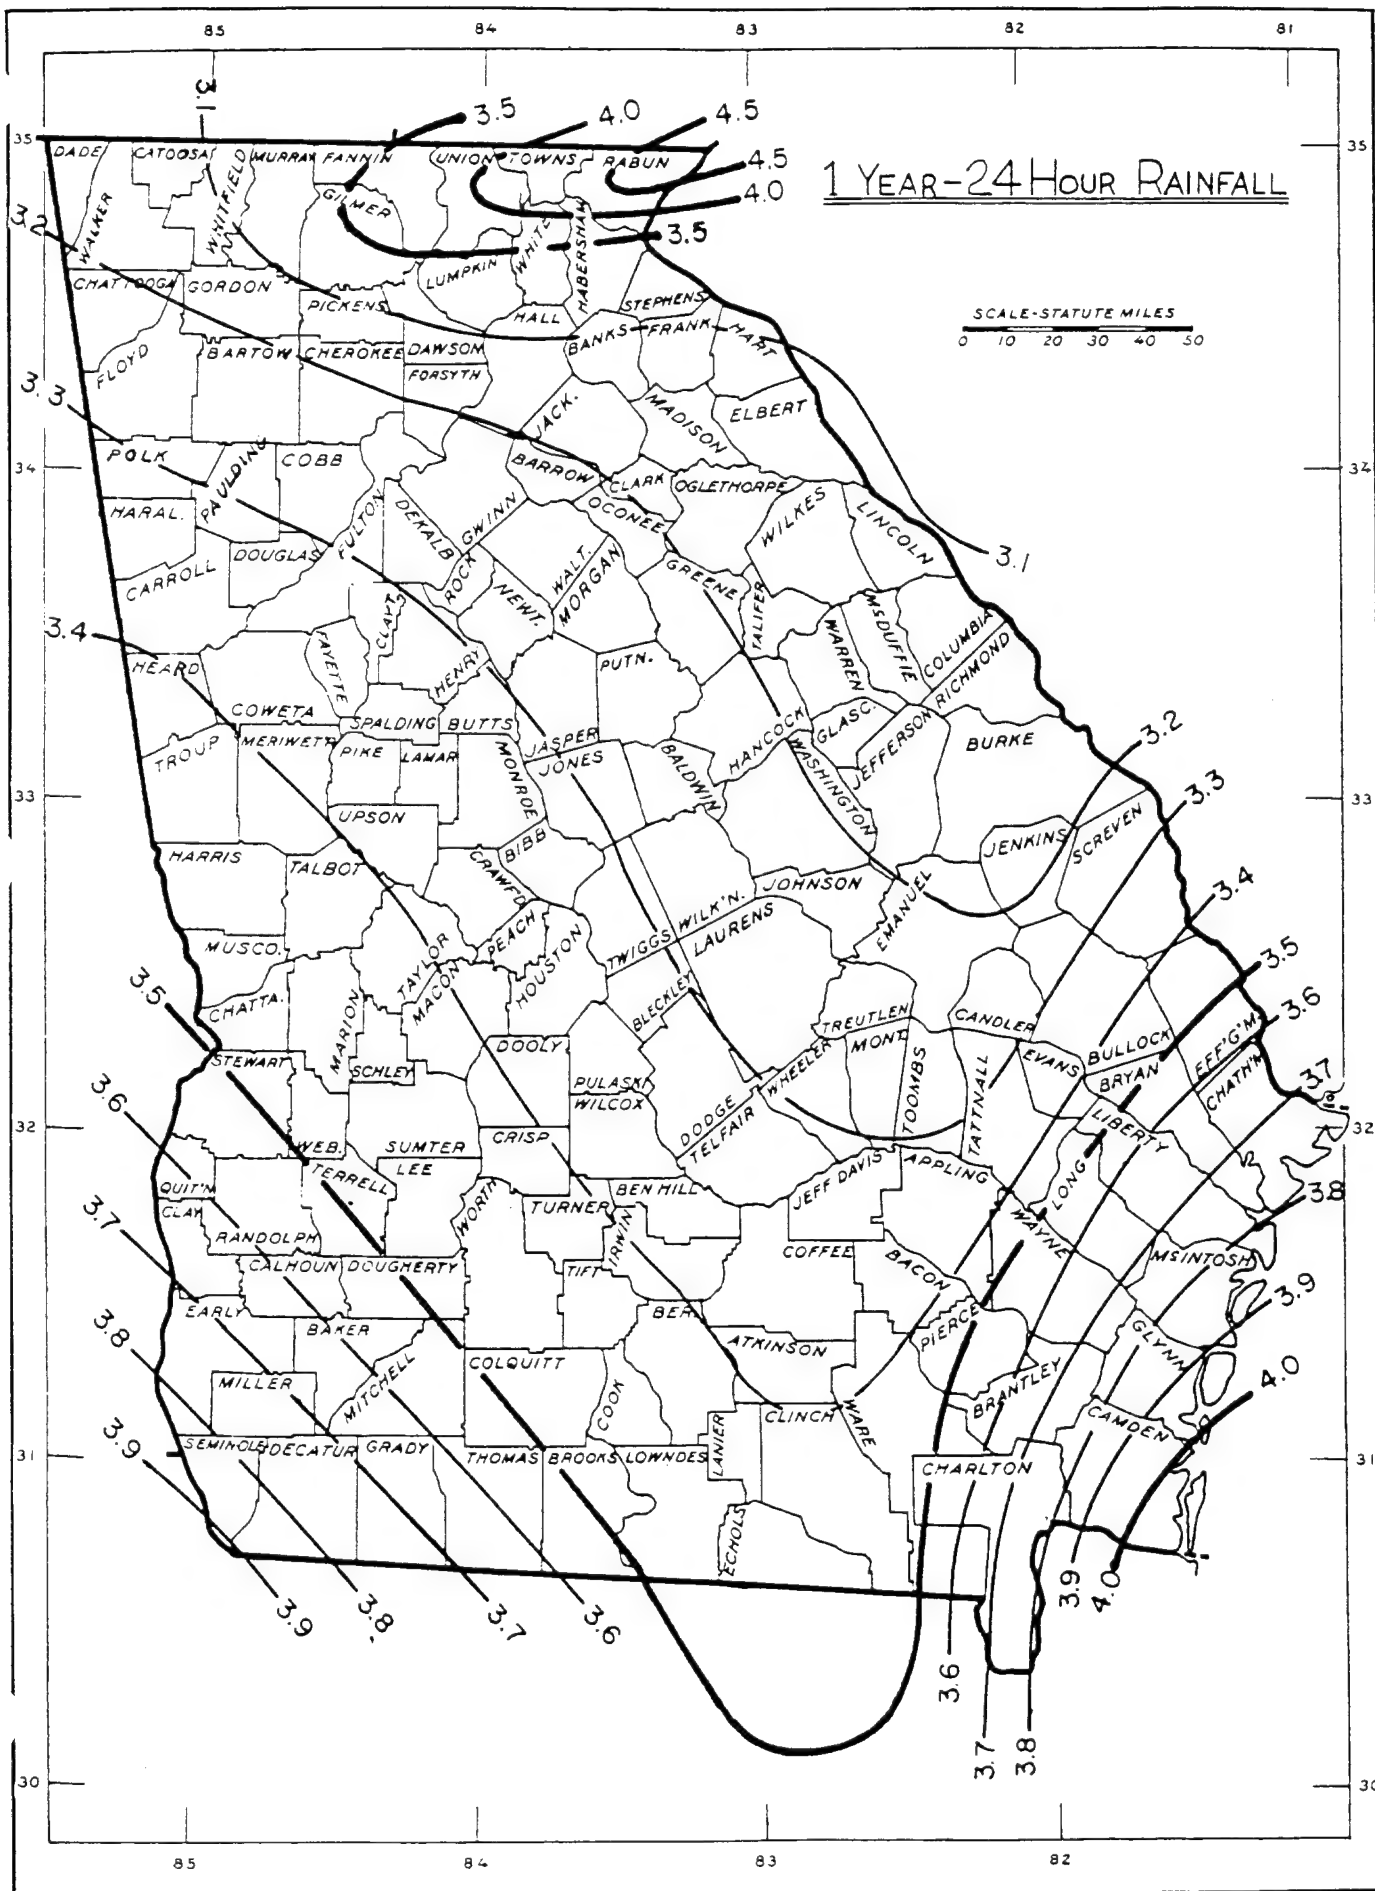 85 84 83 82 81
3.1
3.5 4.0 4.5
35 35
DADE CATOOSA MURRAY FANNIN UNION TOWNS RABUN
4.5
1 YEAR-24 HOUR RAINFALL
WHITFIELD
GILMER
4.0
3.2
WALKER
3.5
WHITE
HABERSHAM
LUMPKIN
CHATTOOGA GORDON
PICKENS
STEPHENS
HALL
SCALE-STATUTE MILES
0 10 20 30 40 50
BANKS FRANK. HART
FLOYD BARTOW CHEROKEE DAWSON
FORSYTH
3.3
JACK. MADISON ELBERT
POLK PAULDING COBB
34 34
BARROW CLARK OGLETHORPE
HARAL. FULTON DEKALB GWINN OCONEE WILKES LINCOLN
DOUGLAS
3.1
CARROLL ROCK NEWT. WALT. MORGAN GREENE
TALIFER
3.4
CLAYT. WARREN McDUFFIE COLUMBIA
RICHMOND
HEARD FAYETTE HENRY PUTN.
COWETA SPALDING BUTTS
HANCOCK GLASC. JEFFERSON
TROUP MERIWETR PIKE LAMAR MONROE JASPER
JONES BALDWIN WASHINGTON BURKE
3.2
33 33
3.3
UPSON
BIBB
JENKINS SCREVEN
HARRIS TALBOT CRAWFD
JOHNSON EMANUEL
3.4
MUSCO. TAYLOR PEACH HOUSTON TWIGGS WILK'N.
LAURENS
MACON
3.5
3.5
CHATTA. MARION BLECKLEY
TREUTLEN CANDLER
3.6
STEWART SCHLEY DOOLY
WHEELER MONT. TOOMBS TATTNALL EVANS BULLOCK EFF'G'M.
BRYAN CHATH'M
3.6
PULASKI
WILCOX
3.7
32 32
DODGE
TELFAIR
LIBERTY
WEB. SUMTER CRISP
TERRELL LEE
QUIT'M
CLAY
WORTH BEN HILL
JEFF DAVIS APPLING LONG
3.7
3.8
RANDOLPH TURNER IRWIN
COFFEE WAYNE McINTOSH
CALHOUN DOUGHERTY TIFT
BACON
3.9
EARLY BER.
3.8
BAKER
ATKINSON PIERCE GLYNN
MILLER MITCHELL COLQUITT COOK
BRANTLEY
4.0
CLINCH WARE CAMDEN
3.9
SEMINOLE DECATUR GRADY THOMAS BROOKS LOWNDES LANIER
CHARLTON
31 31
ECHOLS
3.9 3.8 3.7 3.6
3.9 4.0
3.6
3.7 3.8
30 30
85 84 83 82